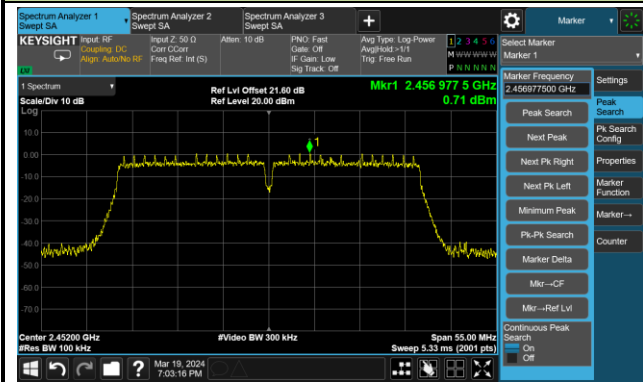 Spectrum Analyzer 1
Swept SA
Spectrum Analyzer 2
Swept SA
Spectrum Analyzer 3
Swept SA
Marker
KEYSIGHT
Input: RF
Coupling: DC
Align: Auto/No RF
Input Z: 50 Ω
Corr CCorr
Freq Ref: Int (S)
Atten: 10 dB
PNO: Fast
Gate: Off
IF Gain: Low
Sig Track: Off
Avg Type: Log-Power
Avg|Hold:>1/1
Trig: Free Run
1 2 3 4 5 6
M W W W W W
P N N N N N
Select Marker
Marker 1
1 Spectrum
Scale/Div 10 dB
Log
Ref Lvl Offset 21.60 dB
Ref Level 20.00 dBm
Mkr1 2.456 977 5 GHz
0.71 dBm
1
10.0
0.00
-10.0
-20.0
-30.0
-40.0
-50.0
-60.0
-70.0
Center 2.45200 GHz
#Res BW 100 kHz
#Video BW 300 kHz
Span 55.00 MHz
Sweep 5.33 ms (2001 pts)
Marker Frequency
2.456977500 GHz
Peak Search
Next Peak
Next Pk Right
Next Pk Left
Minimum Peak
Pk-Pk Search
Marker Delta
Mkr→CF
Mkr→Ref Lvl
Continuous Peak
Search
On
Off
Settings
Peak
Search
Pk Search
Config
Properties
Marker
Function
Marker→
Counter
Mar 19, 2024
7:03:16 PM